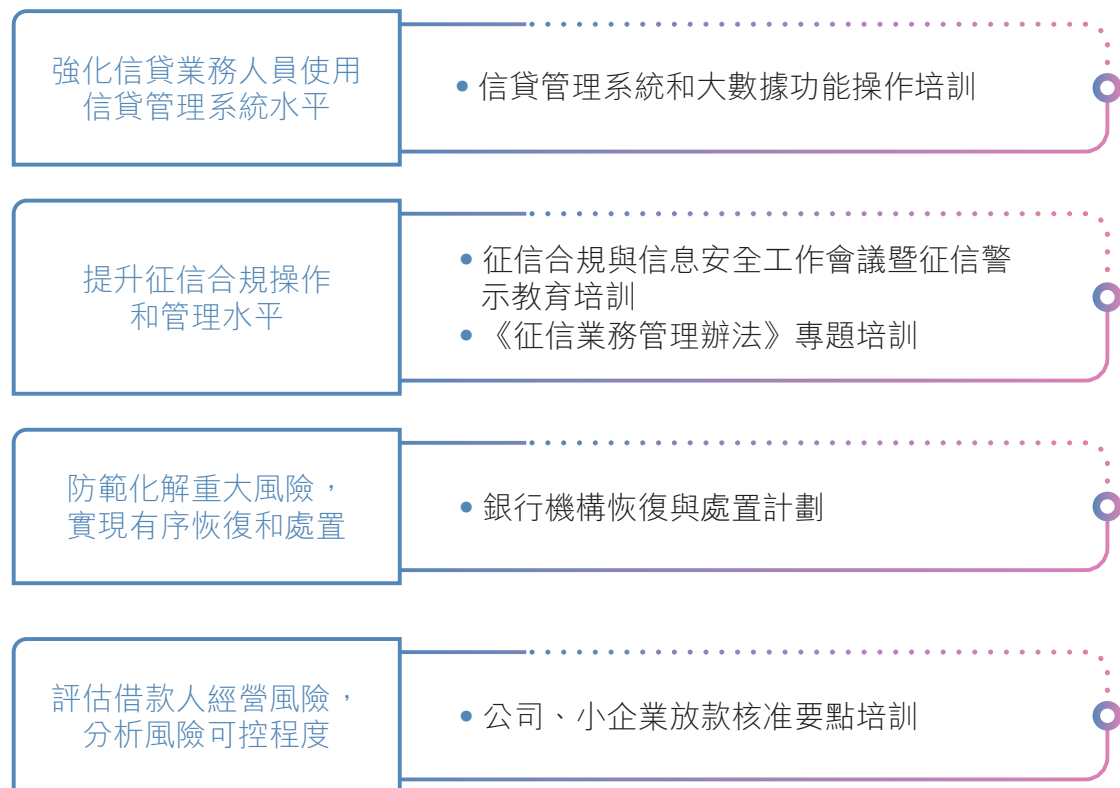 強化信貸業務人員使用
信貸管理系統水平
• 信貸管理系統和大數據功能操作培訓
提升征信合規操作
和管理水平
• 征信合規與信息安全工作會議暨征信警
示教育培訓
• 《征信業務管理辦法》專題培訓
防範化解重大風險，
實現有序恢復和處置
• 銀行機構恢復與處置計劃
評估借款人經營風險，
分析風險可控程度
• 公司、小企業放款核准要點培訓